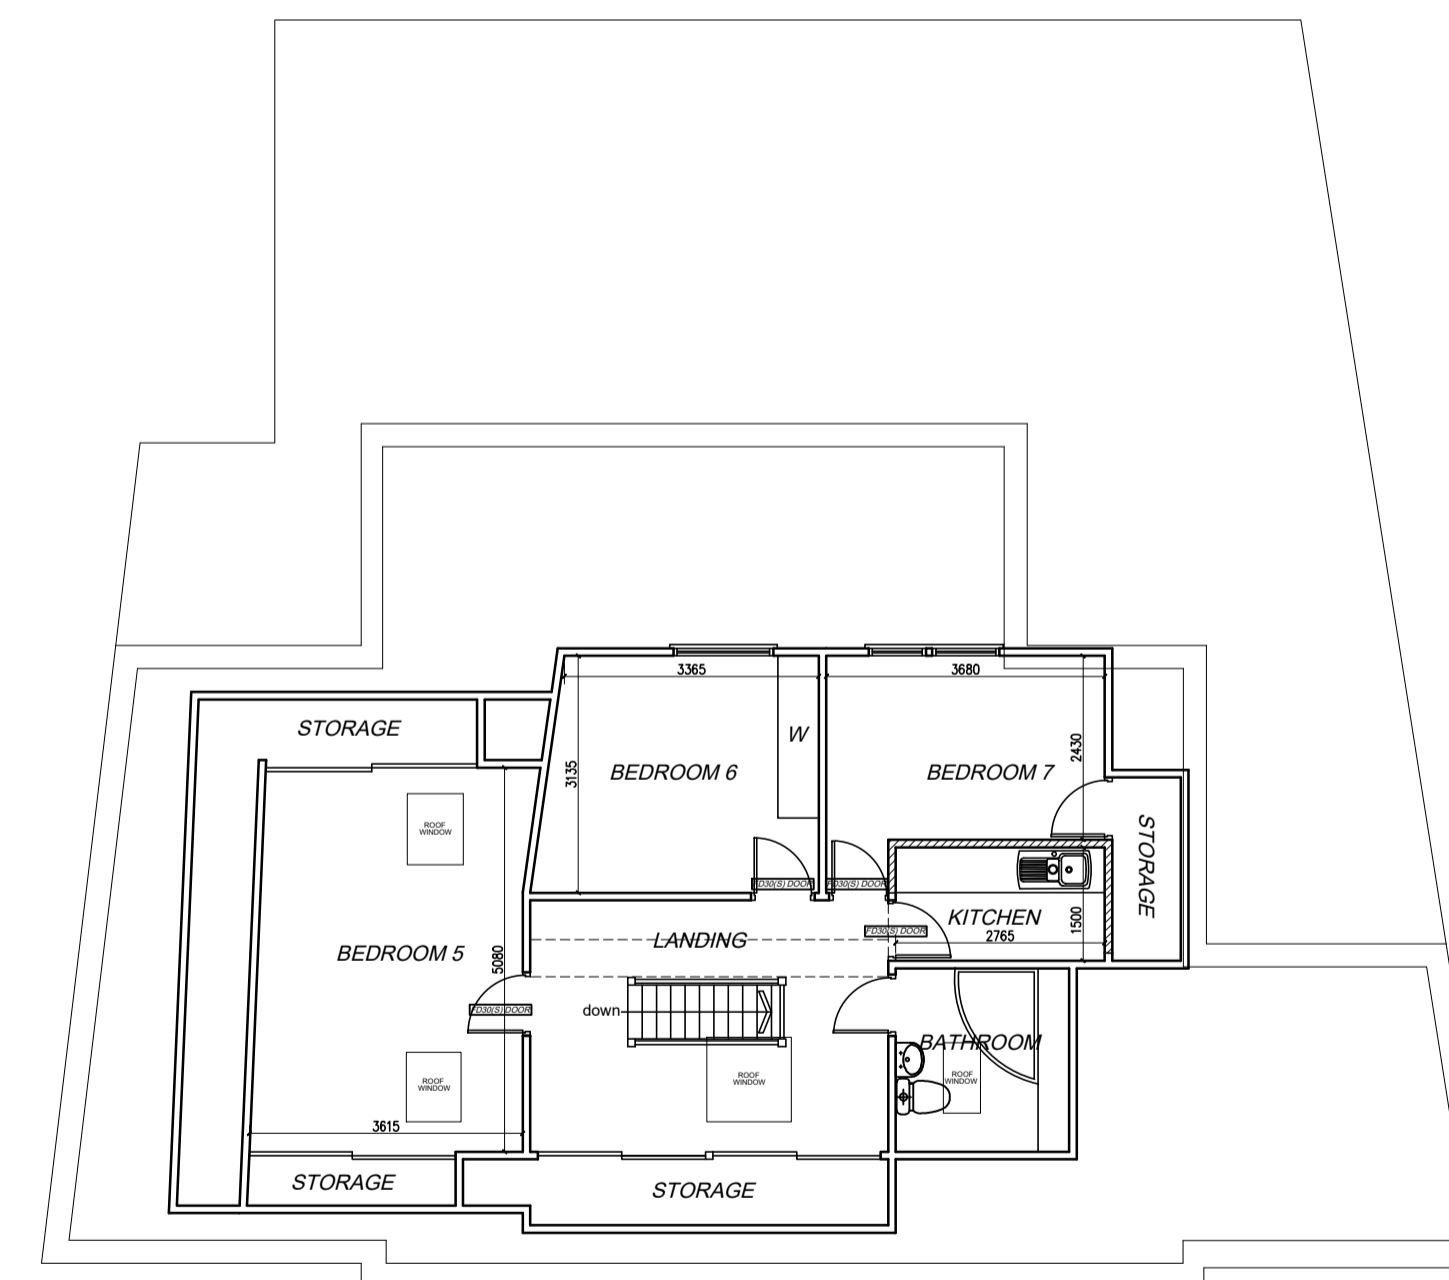 3365
3680
STORAGE
W
2430
3135
BEDROOM 6
BEDROOM 7
ROOF
WINDOW
STORAGE
FD30(S) DOOR
FD30(S) DOOR
KITCHEN
1500
FD30(S) DOOR
2765
LANDING
BEDROOM 5
5080
FD30(S) DOOR
down
BATHROOM
ROOF
WINDOW
ROOF
WINDOW
ROOF
WINDOW
3615
STORAGE
STORAGE